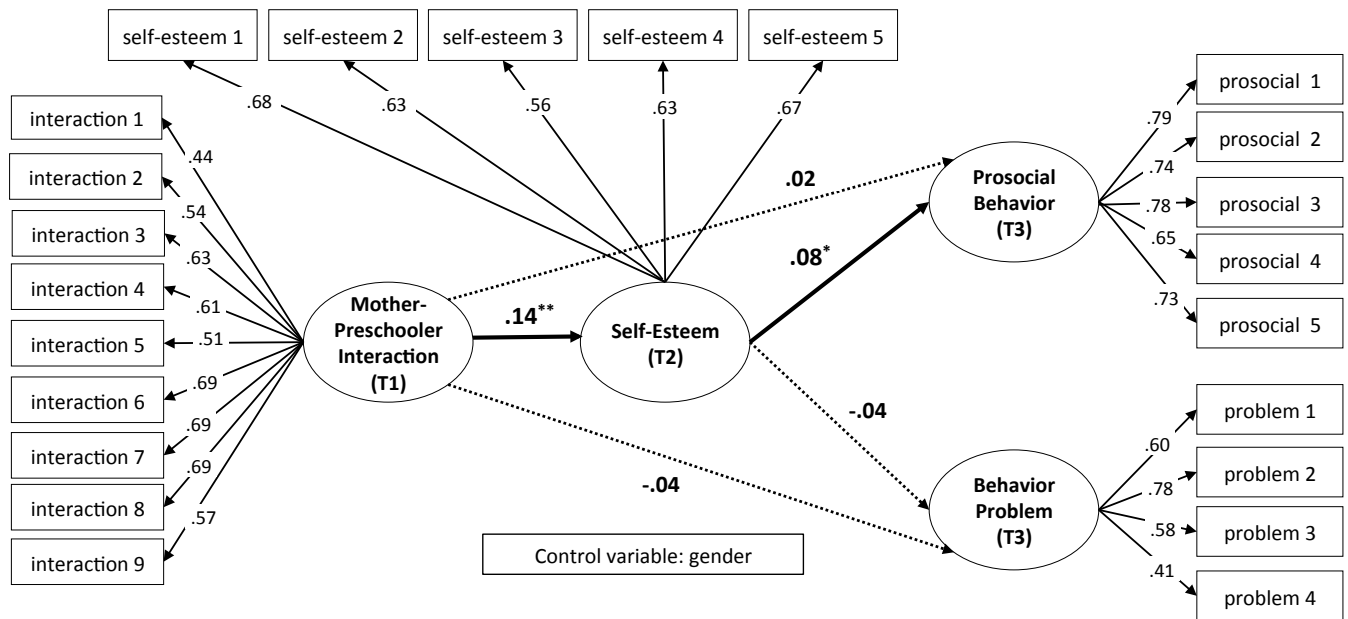 self-esteem 1
self-esteem 2
self-esteem 3
self-esteem 4
self-esteem 5
.68
.63
.56
.63
.67
interaction 1
interaction 2
interaction 3
interaction 4
interaction 5
interaction 6
interaction 7
interaction 8
interaction 9
.44
.54
.63
.61
.51
.69
.69
.69
.57
Mother-
Preschooler
Interaction
(T1)
.14**
Self-Esteem
(T2)
.02
.08*
-.04
-.04
Prosocial
Behavior
(T3)
.79
.74
.78
.65
.73
prosocial 1
prosocial 2
prosocial 3
prosocial 4
prosocial 5
Behavior
Problem
(T3)
.60
.78
.58
.41
problem 1
problem 2
problem 3
problem 4
Control variable: gender